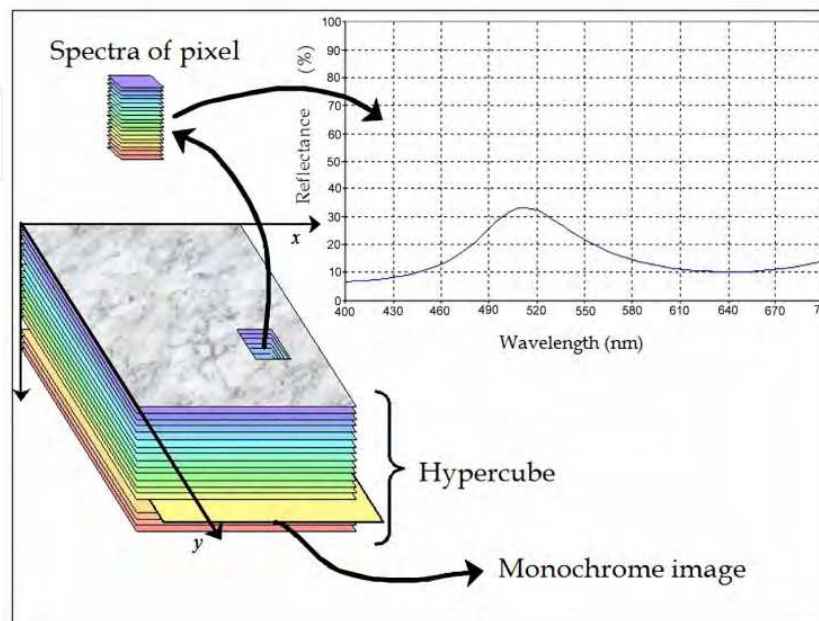 Spectra of pixel
Reflectance (%)
100
90
80
70
60
50
40
30
20
10
0
400 430 460 490 520 550 580 610 640 670
Wavelength (nm)
x
y
Hypercube
Monochrome image